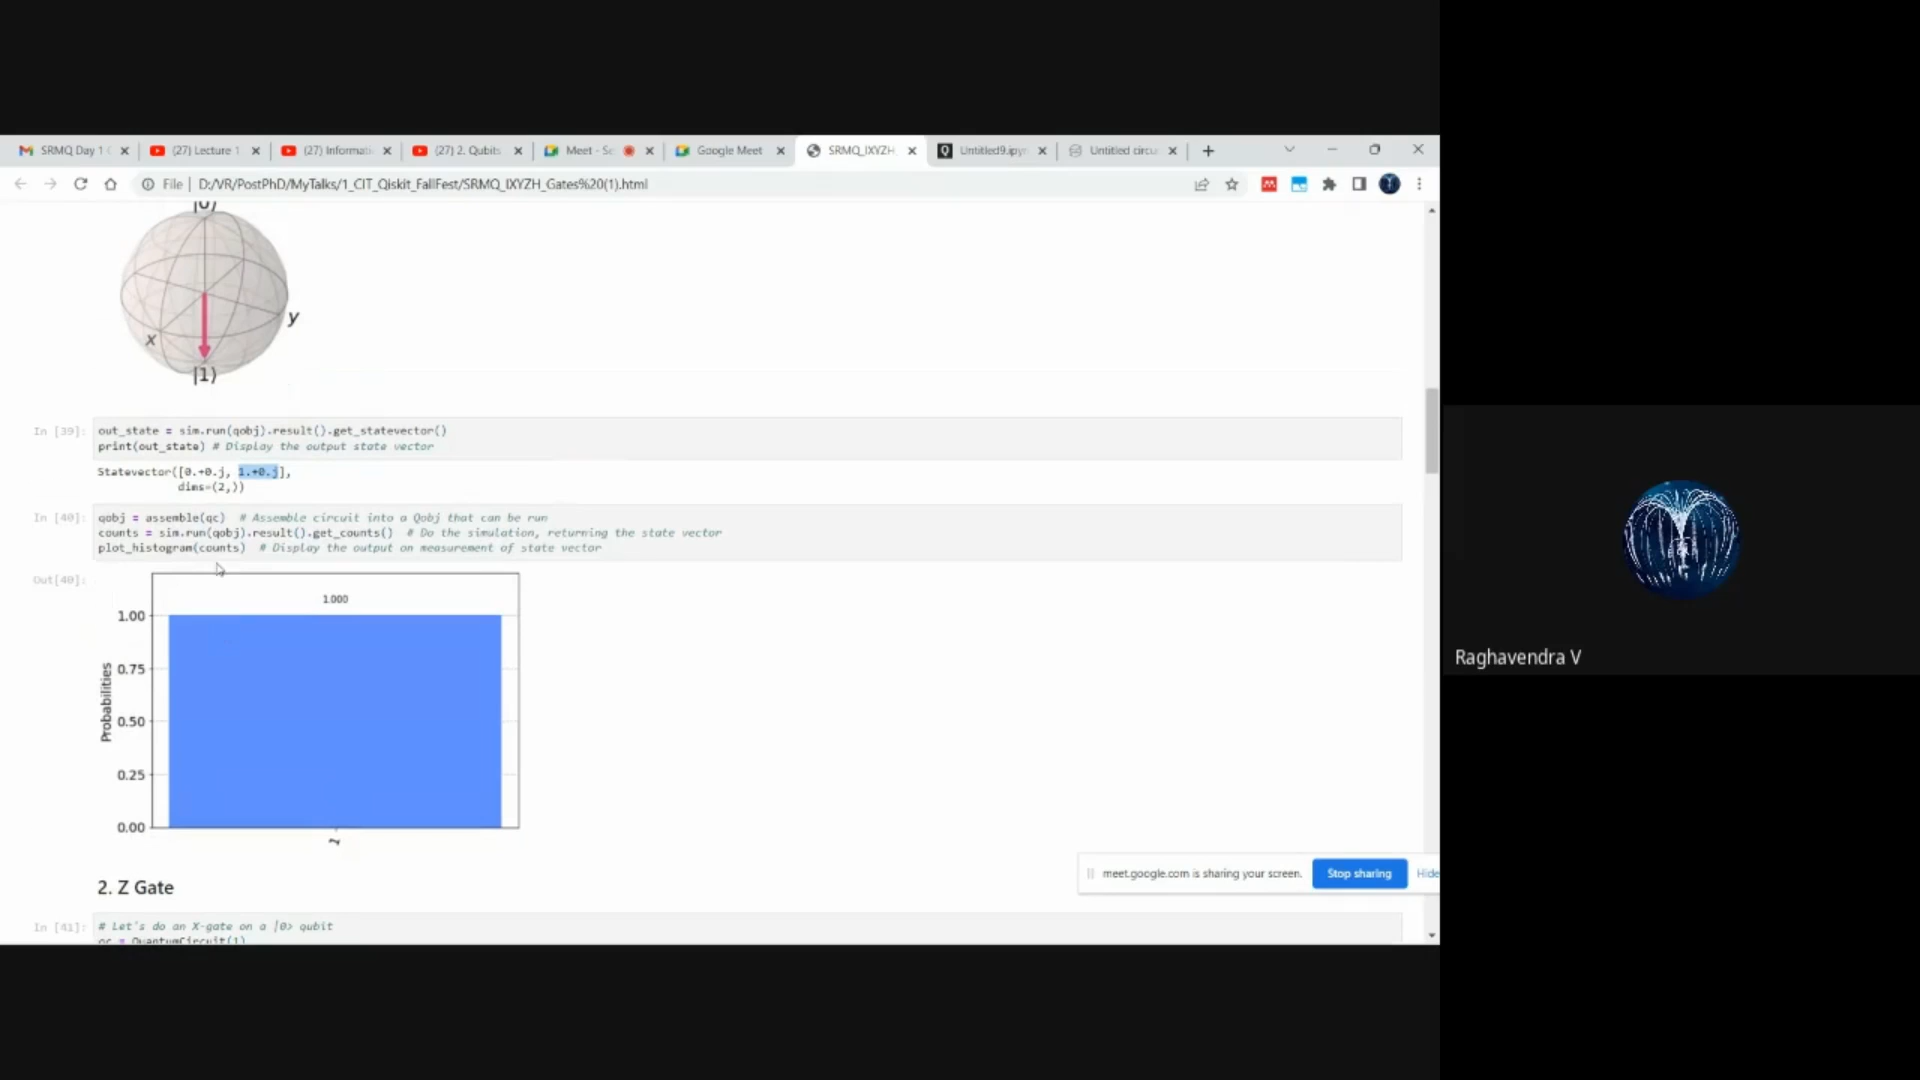 SRMQ Day 1
(27) Lecture 1
(27) Informati
(27) 2. Qubits
Meet - Sc
Google Meet
SRMQ_IXYZH
Untitled9.ipyn
Untitled circu
File | D:/VR/PostPhD/MyTalks/1_CIT_Qiskit_FallFest/SRMQ_IXYZH_Gates%20(1).html
|0⟩
x
y
|1⟩
In [39]:
out_state = sim.run(qobj).result().get_statevector()
print(out_state) # Display the output state vector
Statevector([0.+0.j, 1.+0.j],
dims=(2,))
In [40]:
qobj = assemble(qc) # Assemble circuit into a Qobj that can be run
counts = sim.run(qobj).result().get_counts() # Do the simulation, returning the state vector
plot_histogram(counts) # Display the output on measurement of state vector
Out[40]:
1.000
1.00
0.75
0.50
0.25
0.00
Probabilities
1
2. Z Gate
meet.google.com is sharing your screen.
Stop sharing
Hide
In [41]:
# Let's do an X-gate on a |0> qubit
qc = QuantumCircuit(1)
Raghavendra V